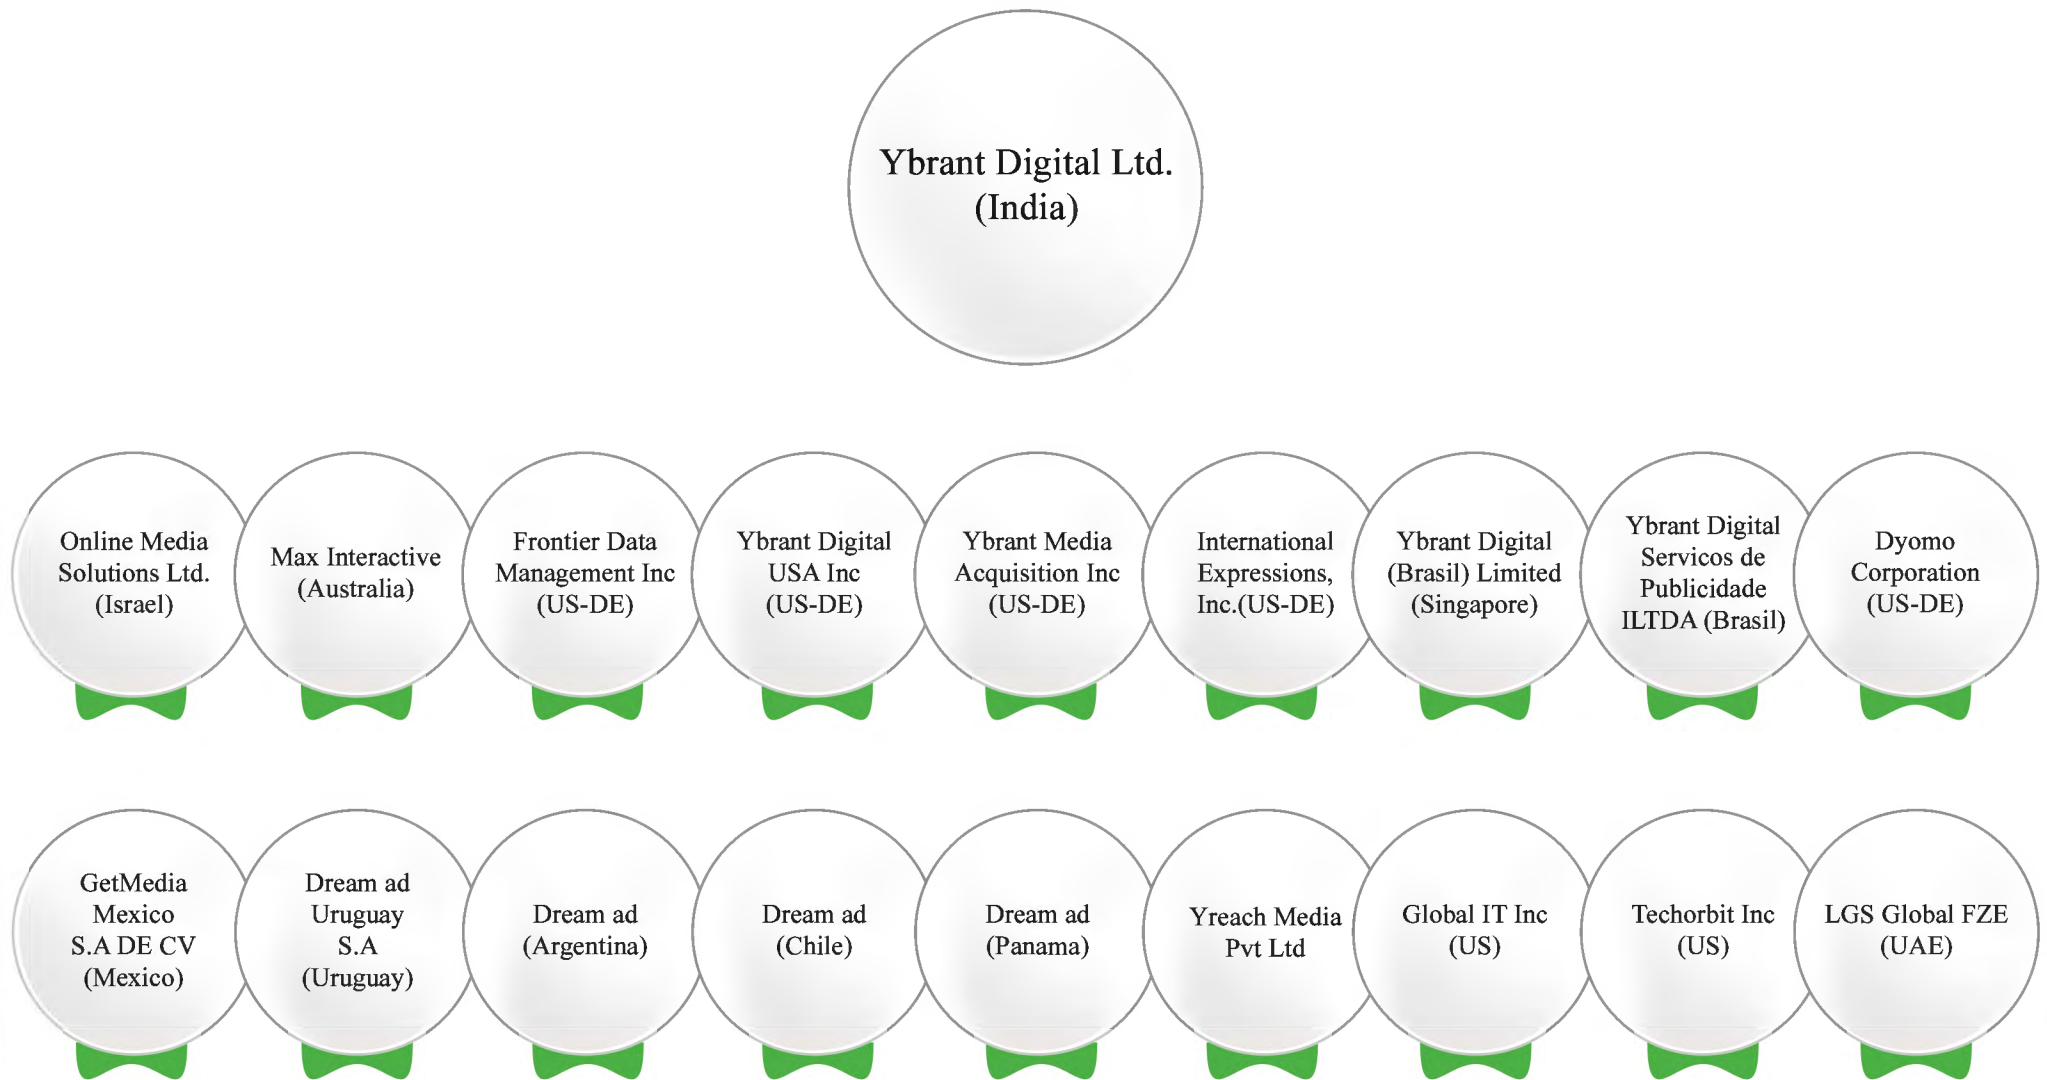 Ybrant Digital Ltd.
(India)
Online Media
Solutions Ltd.
(Israel)
Max Interactive
(Australia)
Frontier Data
Management Inc
(US-DE)
Ybrant Digital
USA Inc
(US-DE)
Ybrant Media
Acquisition Inc
(US-DE)
International
Expressions,
Inc.(US-DE)
Ybrant Digital
(Brasil) Limited
(Singapore)
Ybrant Digital
Servicos de
Publicidade
ILTDA (Brasil)
Dyomo
Corporation
(US-DE)
GetMedia
Mexico
S.A DE CV
(Mexico)
Dream ad
Uruguay
S.A
(Uruguay)
Dream ad
(Argentina)
Dream ad
(Chile)
Dream ad
(Panama)
Yreach Media
Pvt Ltd
Global IT Inc
(US)
Techorbit Inc
(US)
LGS Global FZE
(UAE)